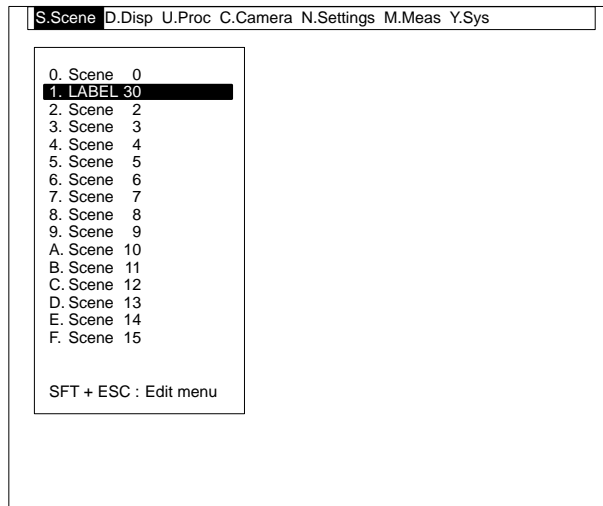 S.Scene D.Disp U.Proc C.Camera N.Settings M.Meas Y.Sys
0. Scene 0
1. LABEL 30
2. Scene 2
3. Scene 3
4. Scene 4
5. Scene 5
6. Scene 6
7. Scene 7
8. Scene 8
9. Scene 9
A. Scene 10
B. Scene 11
C. Scene 12
D. Scene 13
E. Scene 14
F. Scene 15
SFT + ESC : Edit menu